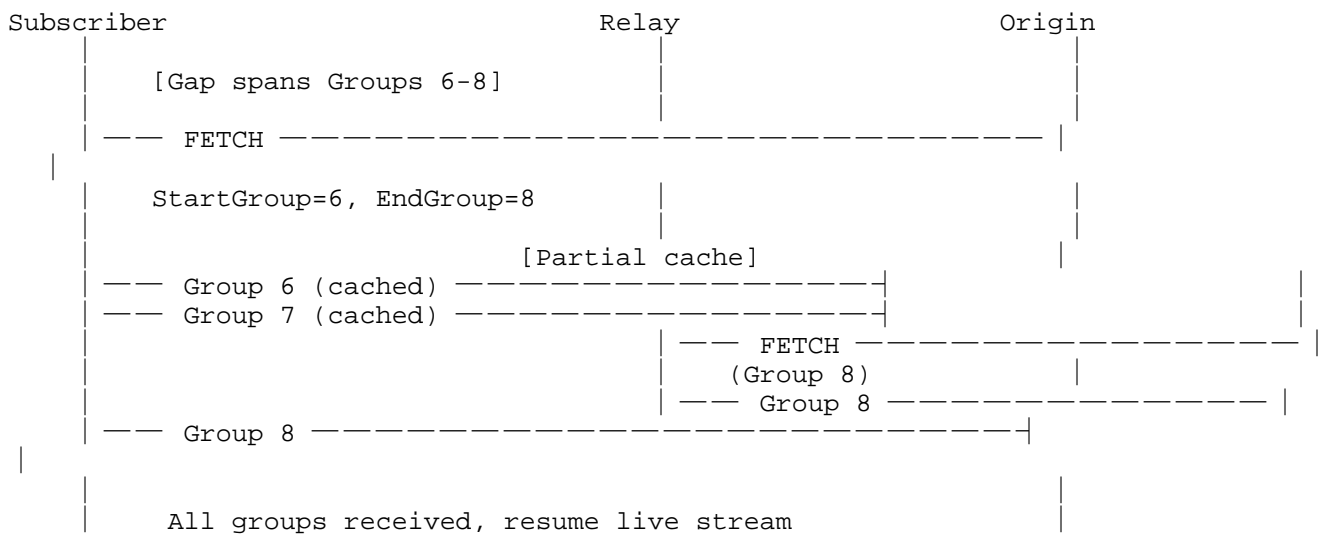 Subscriber Relay Origin
[Gap spans Groups 6-8]
FETCH
StartGroup=6, EndGroup=8
[Partial cache]
Group 6 (cached)
Group 7 (cached)
FETCH
(Group 8)
Group 8
Group 8
All groups received, resume live stream